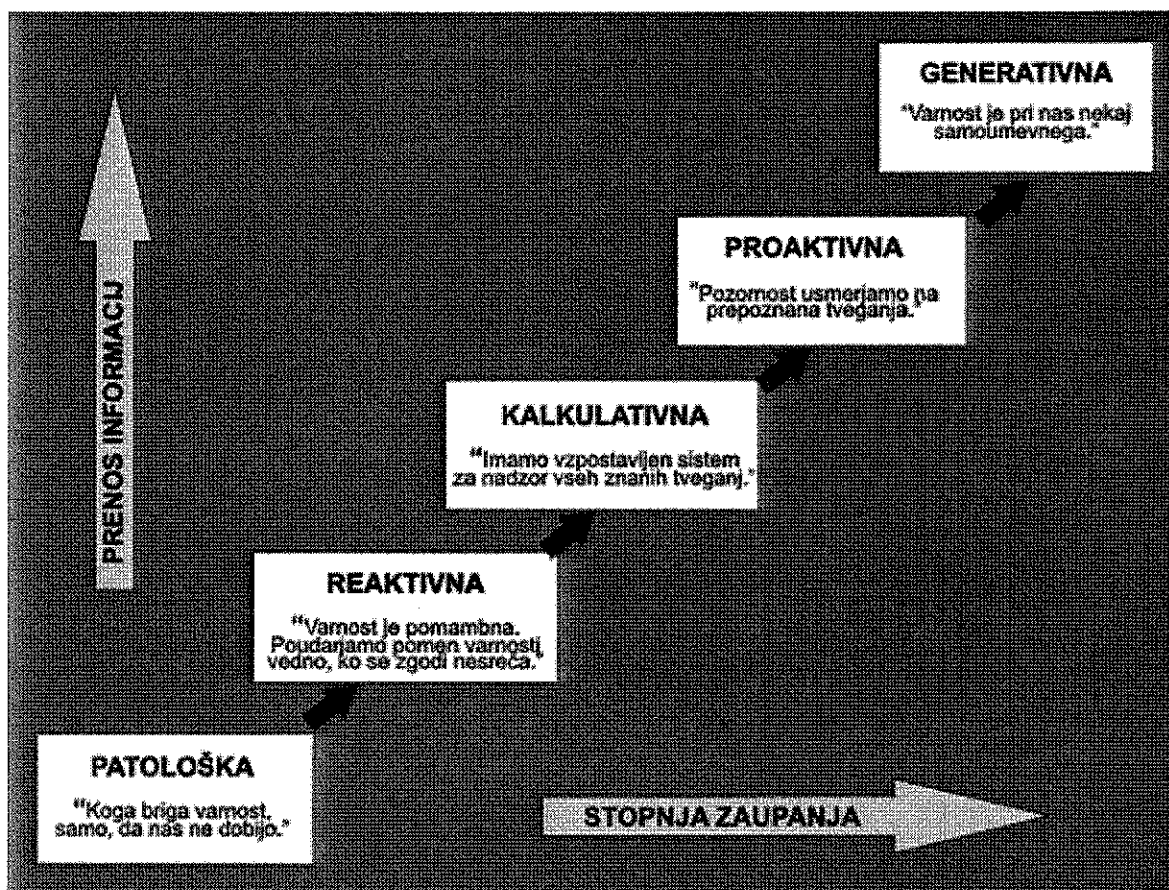 GENERATIVNA
"Varnost je pri nas nekaj
samoumevnega."
PROAKTIVNA
"Pozornost usmerjamo na
prepoznana tveganja."
KALKULATIVNA
"Imamo vzpostavljen sistem
za nadzor vseh znanih tveganj."
REAKTIVNA
"Varnost je pomambna.
Poudarjamo pomen varnosti
vedno, ko se zgodi nesreča."
PATOLOŠKA
"Koga briga varnost,
samo, da nas ne dobijo."
PRENOS INFORMACIJ
STOPNJA ZAUPANJA